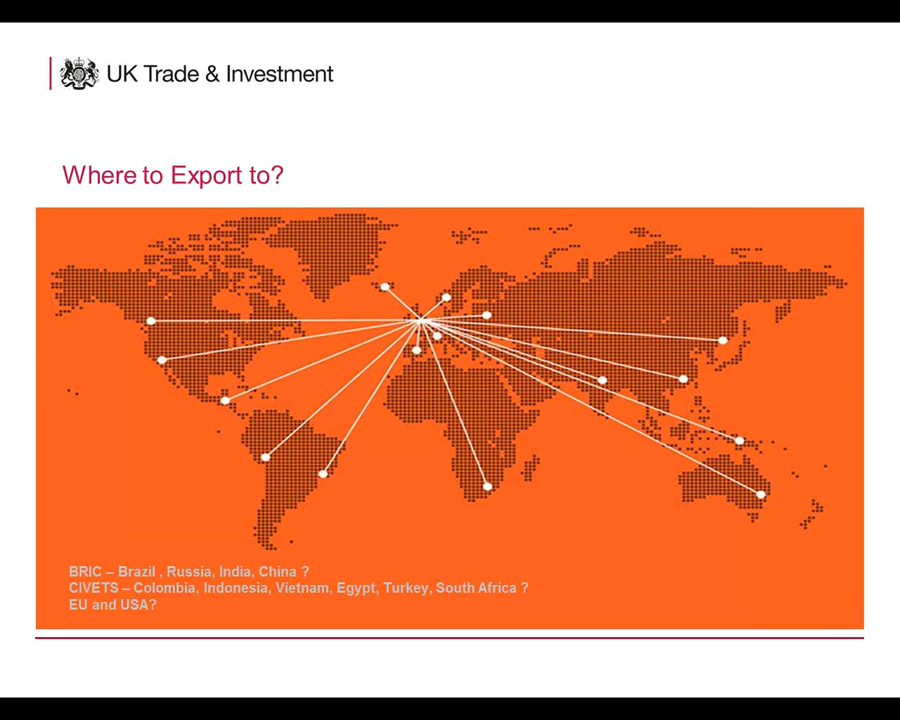 UK Trade & Investment
Where to Export to?
BRIC – Brazil , Russia, India, China ?
CIVETS – Colombia, Indonesia, Vietnam, Egypt, Turkey, South Africa ?
EU and USA?